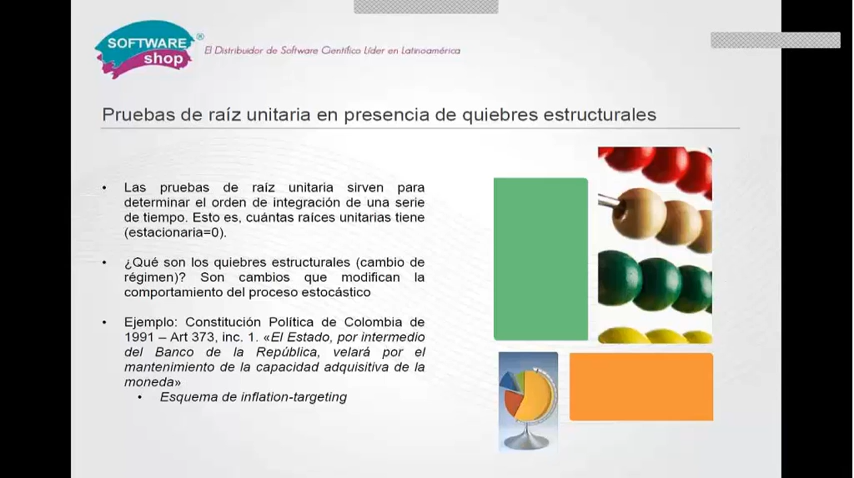 SOFTWARE®
shop
El Distribuidor de Software Científico Líder en Latinoamérica
Pruebas de raíz unitaria en presencia de quiebres estructurales
• Las pruebas de raíz unitaria sirven para
determinar el orden de integración de una serie
de tiempo. Esto es, cuántas raíces unitarias tiene
(estacionaria=0).
• ¿Qué son los quiebres estructurales (cambio de
régimen)? Son cambios que modifican la
comportamiento del proceso estocástico
• Ejemplo: Constitución Política de Colombia de
1991 – Art 373, inc. 1. «El Estado, por intermedio
del Banco de la República, velará por el
mantenimiento de la capacidad adquisitiva de la
moneda»
• Esquema de inflation-targeting